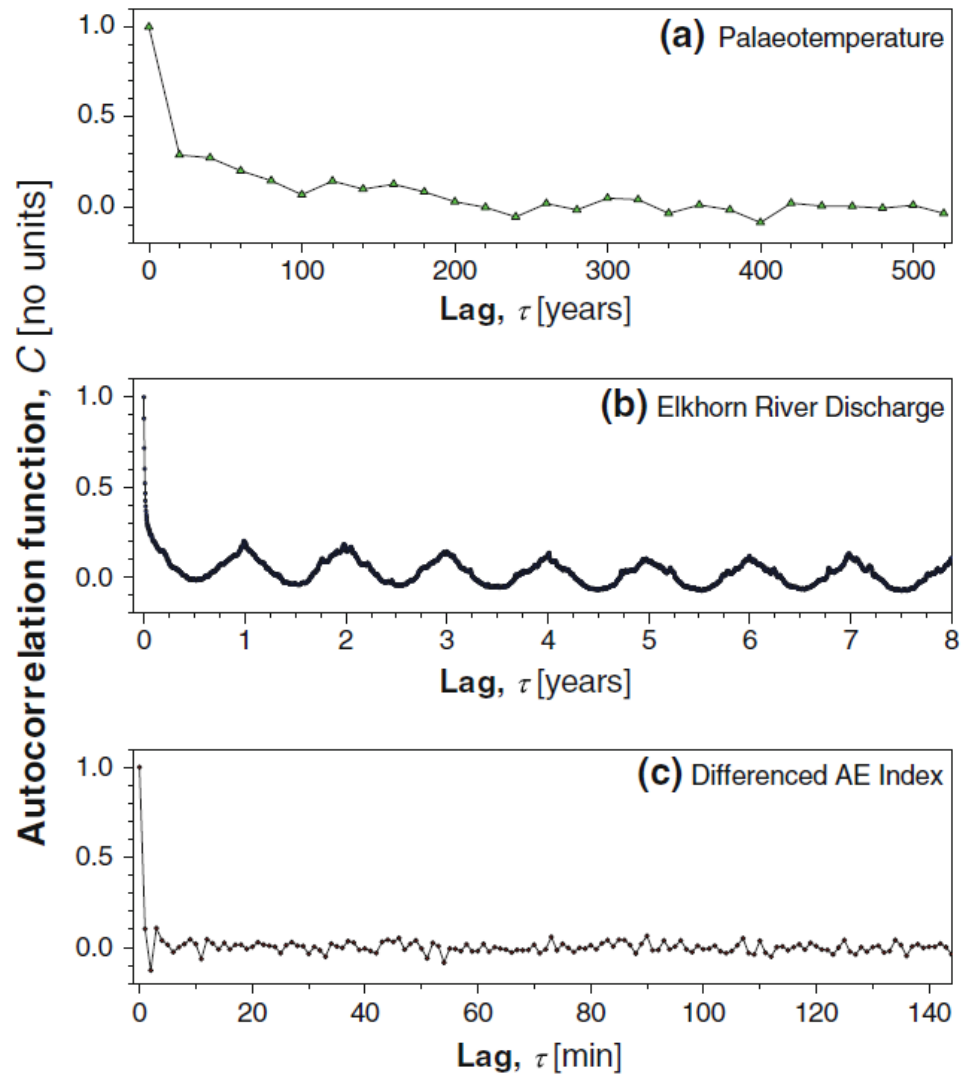 Autocorrelation function, C [no units]
(a) Palaeotemperature
1.0
0.5
0.0
0 100 200 300 400 500
Lag, τ [years]
(b) Elkhorn River Discharge
1.0
0.5
0.0
0 1 2 3 4 5 6 7 8
Lag, τ [years]
(c) Differenced AE Index
1.0
0.5
0.0
0 20 40 60 80 100 120 140
Lag, τ [min]